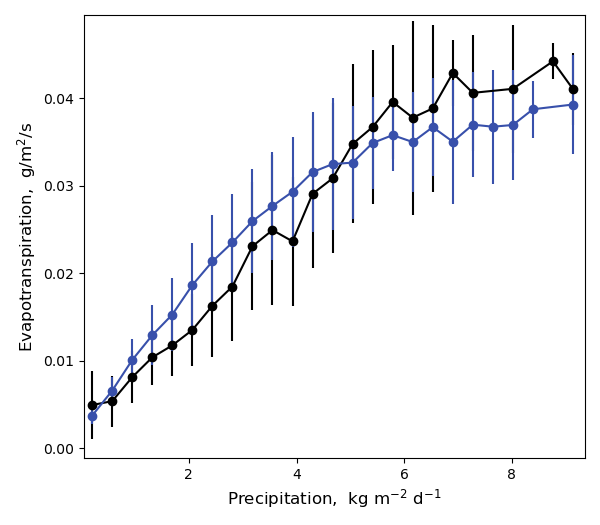 0.04
0.03
0.02
0.01
0.00
Evapotranspiration, g/m²/s
2 4 6 8
Precipitation, kg m⁻² d⁻¹